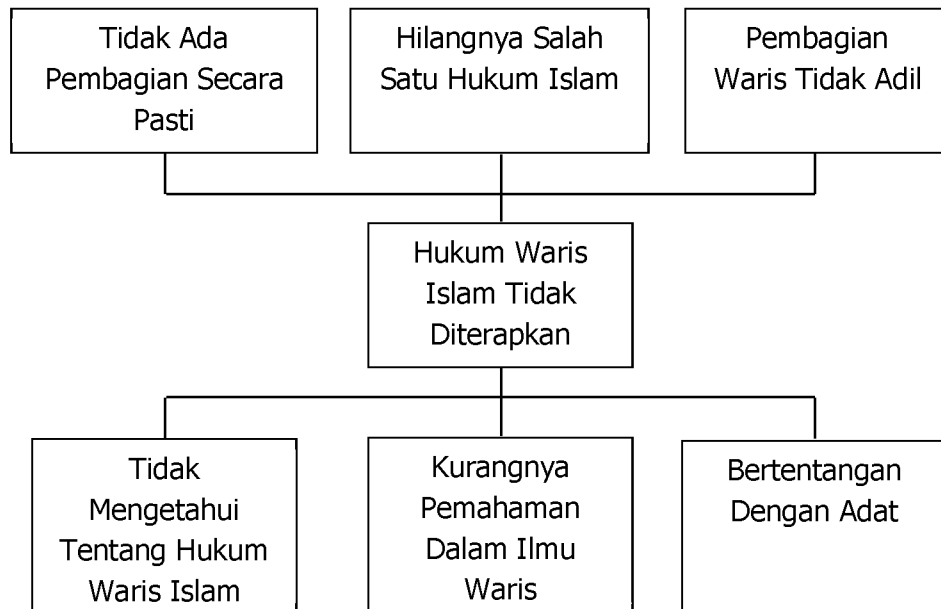 Tidak Ada
Pembagian Secara
Pasti
Hilangnya Salah
Satu Hukum Islam
Pembagian
Waris Tidak Adil
Hukum Waris
Islam Tidak
Diterapkan
Tidak
Mengetahui
Tentang Hukum
Waris Islam
Kurangnya
Pemahaman
Dalam Ilmu
Waris
Bertentangan
Dengan Adat